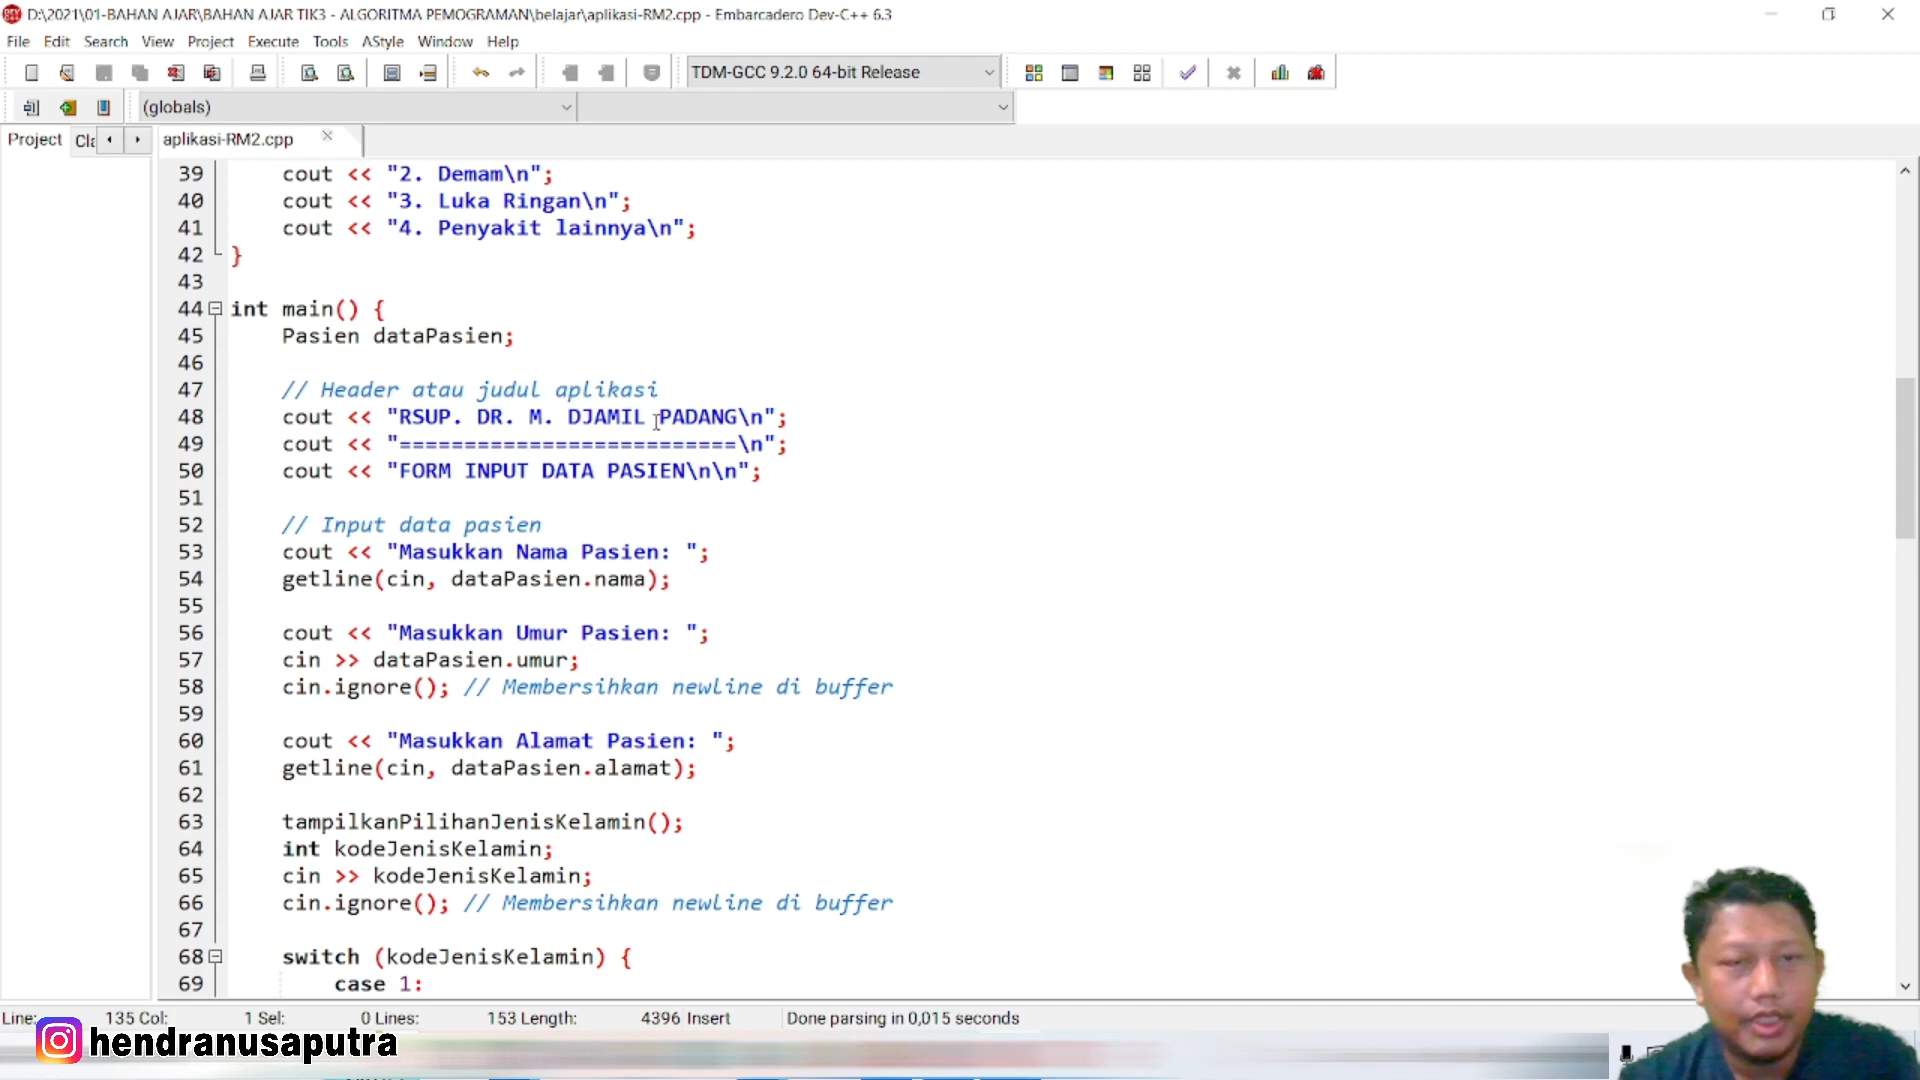 D:\2021\01-BAHAN AJAR\BAHAN AJAR TIK3 - ALGORITMA PEMOGRAMAN\belajar\aplikasi-RM2.cpp - Embarcadero Dev-C++ 6.3
File Edit Search View Project Execute Tools AStyle Window Help
TDM-GCC 9.2.0 64-bit Release
(globals)
Project Cla aplikasi-RM2.cpp
39 cout << "2. Demam\n";
40 cout << "3. Luka Ringan\n";
41 cout << "4. Penyakit lainnya\n";
42 }
43
44 int main() {
45 Pasien dataPasien;
46
47 // Header atau judul aplikasi
48 cout << "RSUP. DR. M. DJAMIL PADANG\n";
49 cout << "==========================\n";
50 cout << "FORM INPUT DATA PASIEN\n\n";
51
52 // Input data pasien
53 cout << "Masukkan Nama Pasien: ";
54 getline(cin, dataPasien.nama);
55
56 cout << "Masukkan Umur Pasien: ";
57 cin >> dataPasien.umur;
58 cin.ignore(); // Membersihkan newline di buffer
59
60 cout << "Masukkan Alamat Pasien: ";
61 getline(cin, dataPasien.alamat);
62
63 tampilkanPilihanJenisKelamin();
64 int kodeJenisKelamin;
65 cin >> kodeJenisKelamin;
66 cin.ignore(); // Membersihkan newline di buffer
67
68 switch (kodeJenisKelamin) {
69 case 1:
Line: 135 Col: 1 Sel: 0 Lines: 153 Length: 4396 Insert Done parsing in 0,015 seconds
hendranusaputra